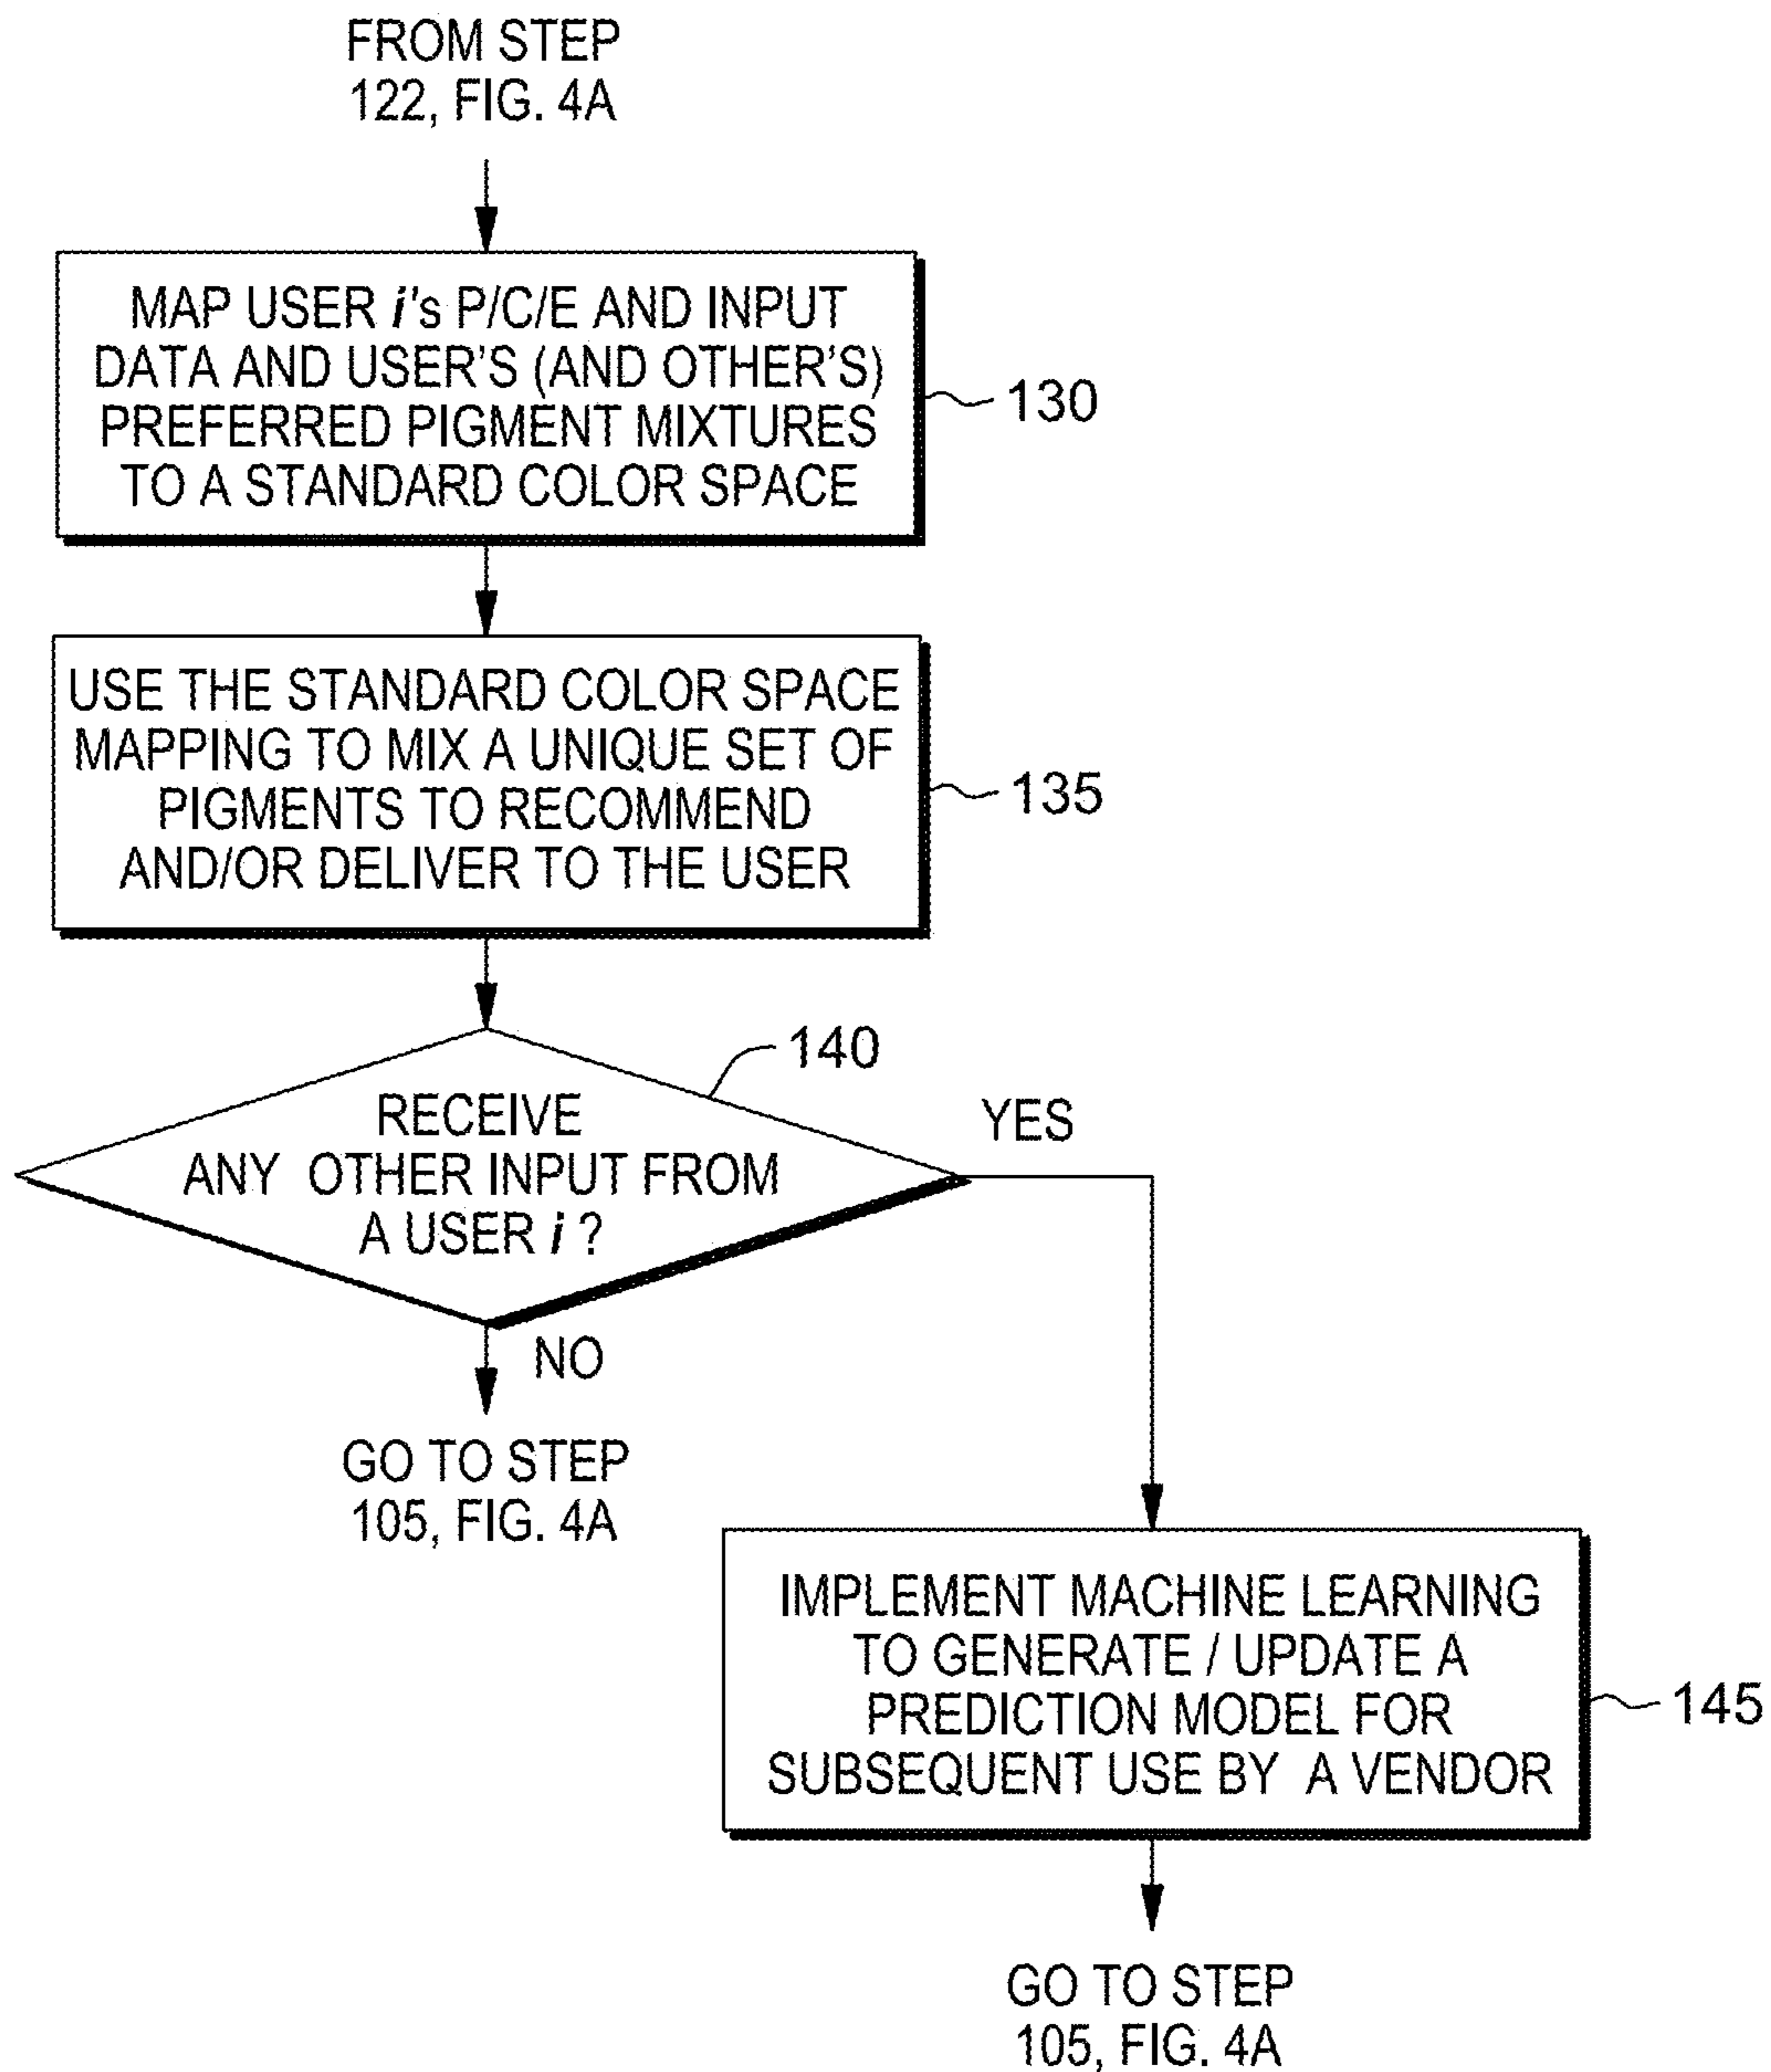 FROM STEP
122, FIG. 4A
MAP USER i's P/C/E AND INPUT
DATA AND USER'S (AND OTHER'S)
PREFERRED PIGMENT MIXTURES
TO A STANDARD COLOR SPACE
130
USE THE STANDARD COLOR SPACE
MAPPING TO MIX A UNIQUE SET OF
PIGMENTS TO RECOMMEND
AND/OR DELIVER TO THE USER
135
140
RECEIVE
ANY OTHER INPUT FROM
A USER i ?
YES
NO
GO TO STEP
105, FIG. 4A
IMPLEMENT MACHINE LEARNING
TO GENERATE / UPDATE A
PREDICTION MODEL FOR
SUBSEQUENT USE BY A VENDOR
145
GO TO STEP
105, FIG. 4A